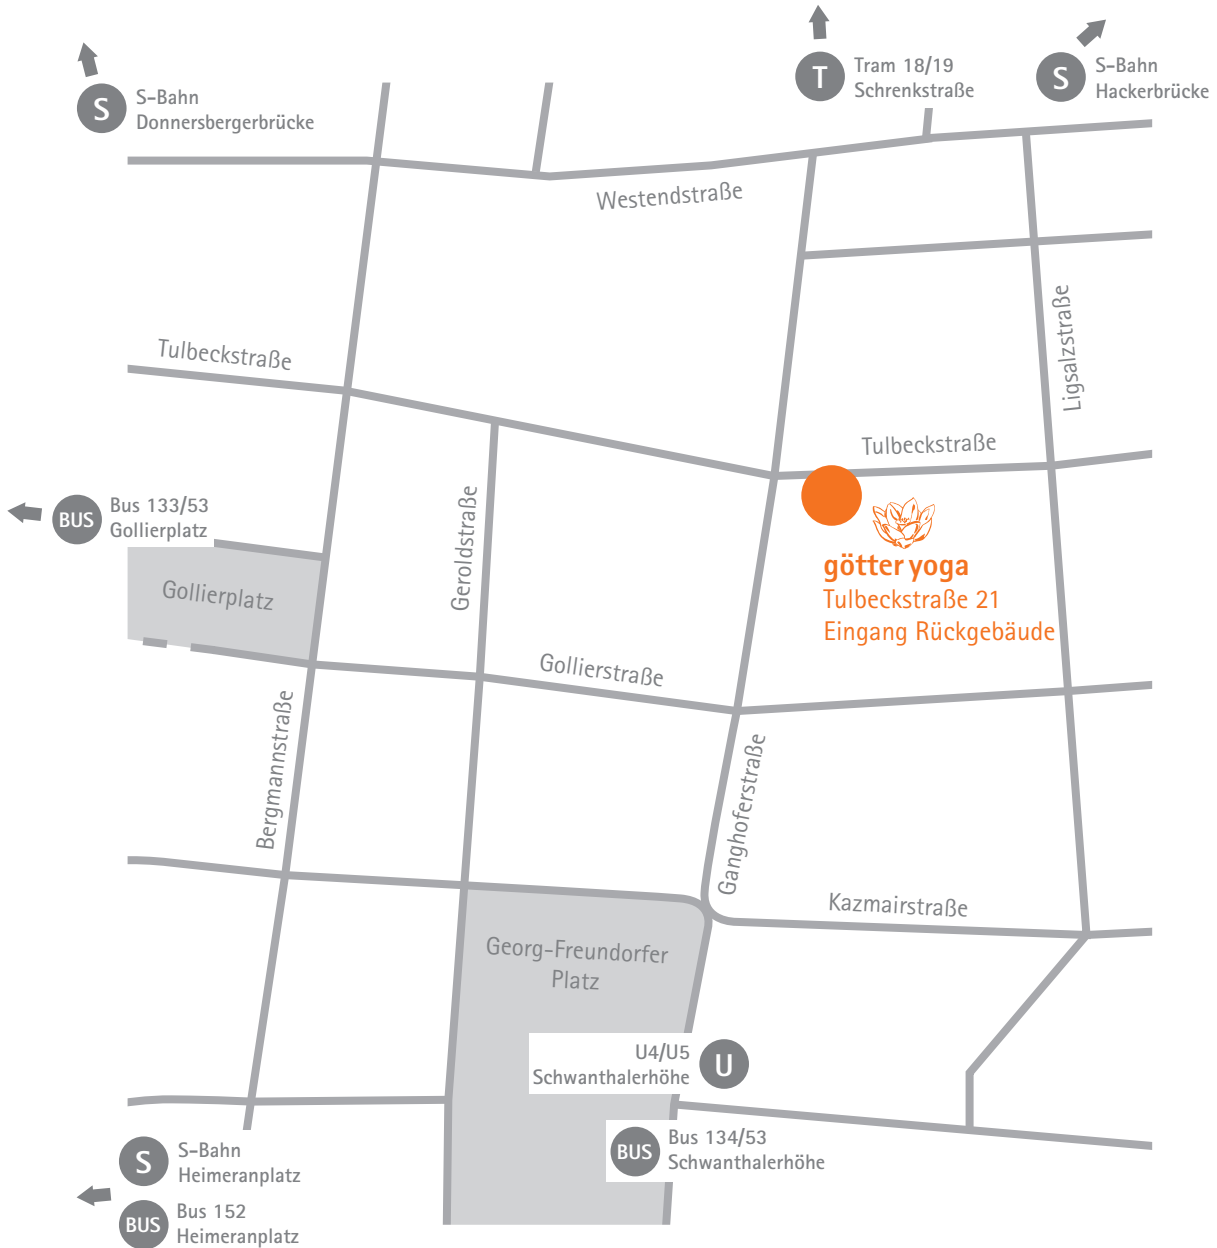 S
S-Bahn
Donnersbergerbrücke
T
Tram 18/19
Schrenkstraße
S
S-Bahn
Hackerbrücke
Westendstraße
Ligsalzstraße
Tulbeckstraße
Tulbeckstraße
BUS
Bus 133/53
Gollierplatz
Gollierplatz
Geroldstraße
götter yoga
Tulbeckstraße 21
Eingang Rückgebäude
Gollierstraße
Bergmannstraße
Ganghoferstraße
Kazmairstraße
Georg-Freundorfer
Platz
U4/U5
Schwanthalerhöhe
U
BUS
Bus 134/53
Schwanthalerhöhe
S
S-Bahn
Heimeranplatz
BUS
Bus 152
Heimeranplatz